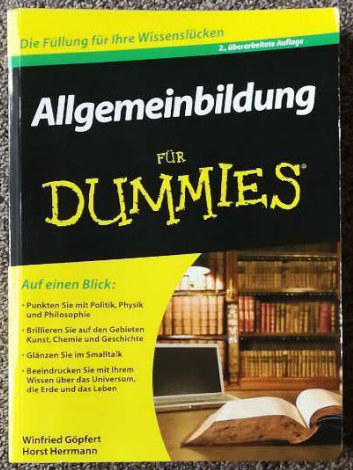 Die Füllung für Ihre Wissenslücken
2., überarbeitete Auflage
Allgemeinbildung
FÜR
DUMMIES®
Auf einen Blick:
• Punkten Sie mit Politik, Physik
und Philosophie
• Brillieren Sie auf den Gebieten
Kunst, Chemie und Geschichte
• Glänzen Sie im Smalltalk
• Beeindrucken Sie mit Ihrem
Wissen über das Universum,
die Erde und das Leben
Winfried Göpfert
Horst Herrmann